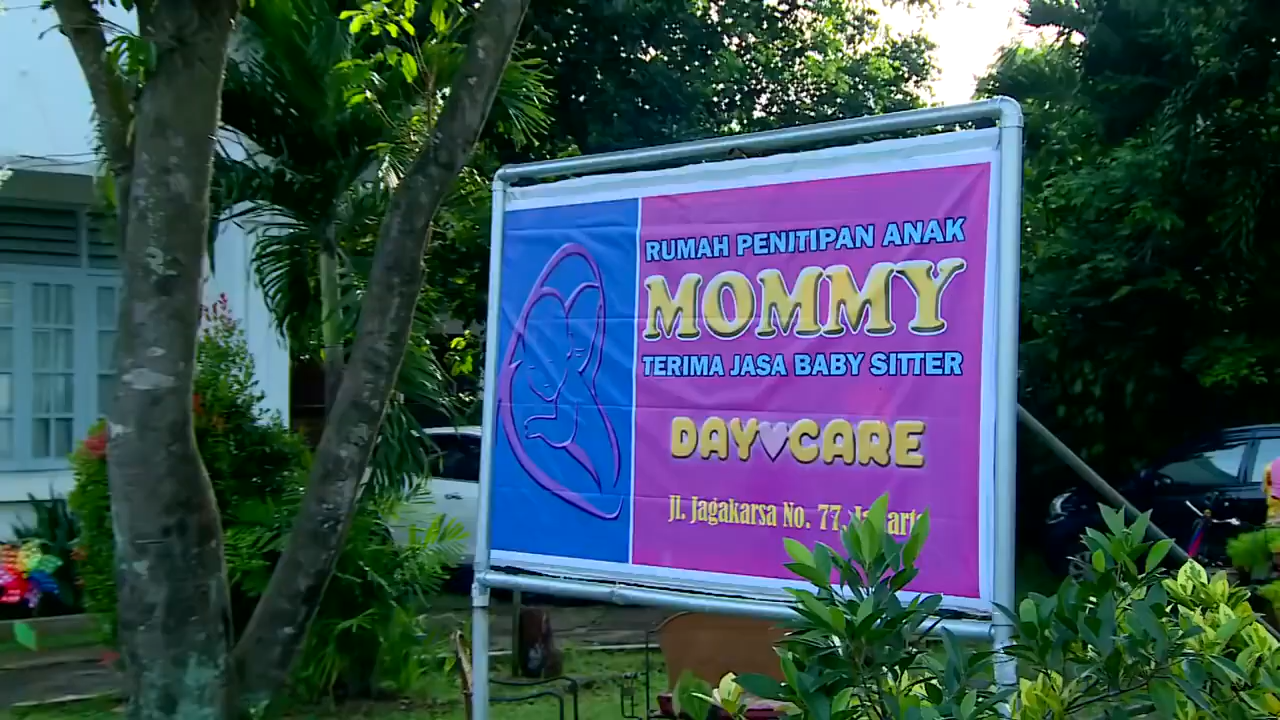 RUMAH PENITIPAN ANAK
MOMMY
TERIMA JASA BABY SITTER
DAY CARE
Jl. Jagakarsa No. 77,